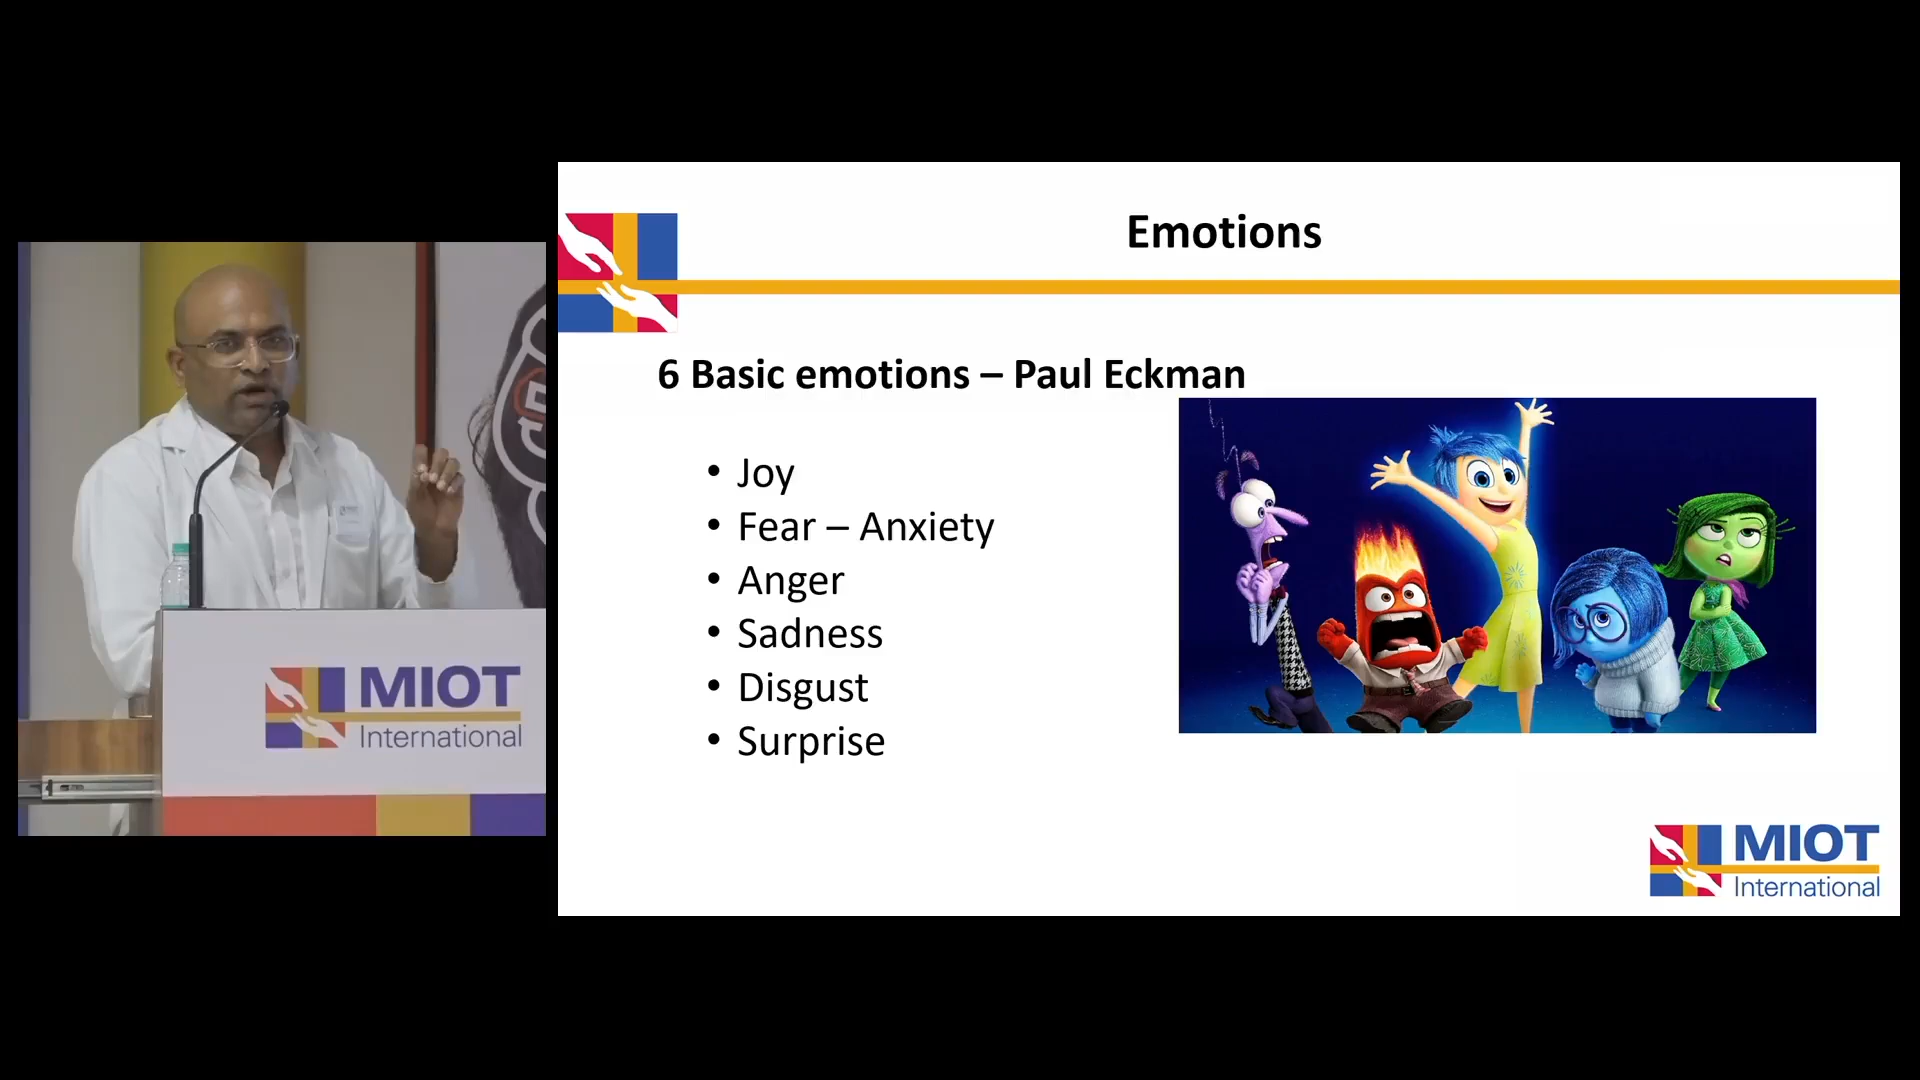 Emotions
6 Basic emotions – Paul Eckman
• Joy
• Fear – Anxiety
• Anger
• Sadness
• Disgust
• Surprise
MIOT
International
MIOT
International